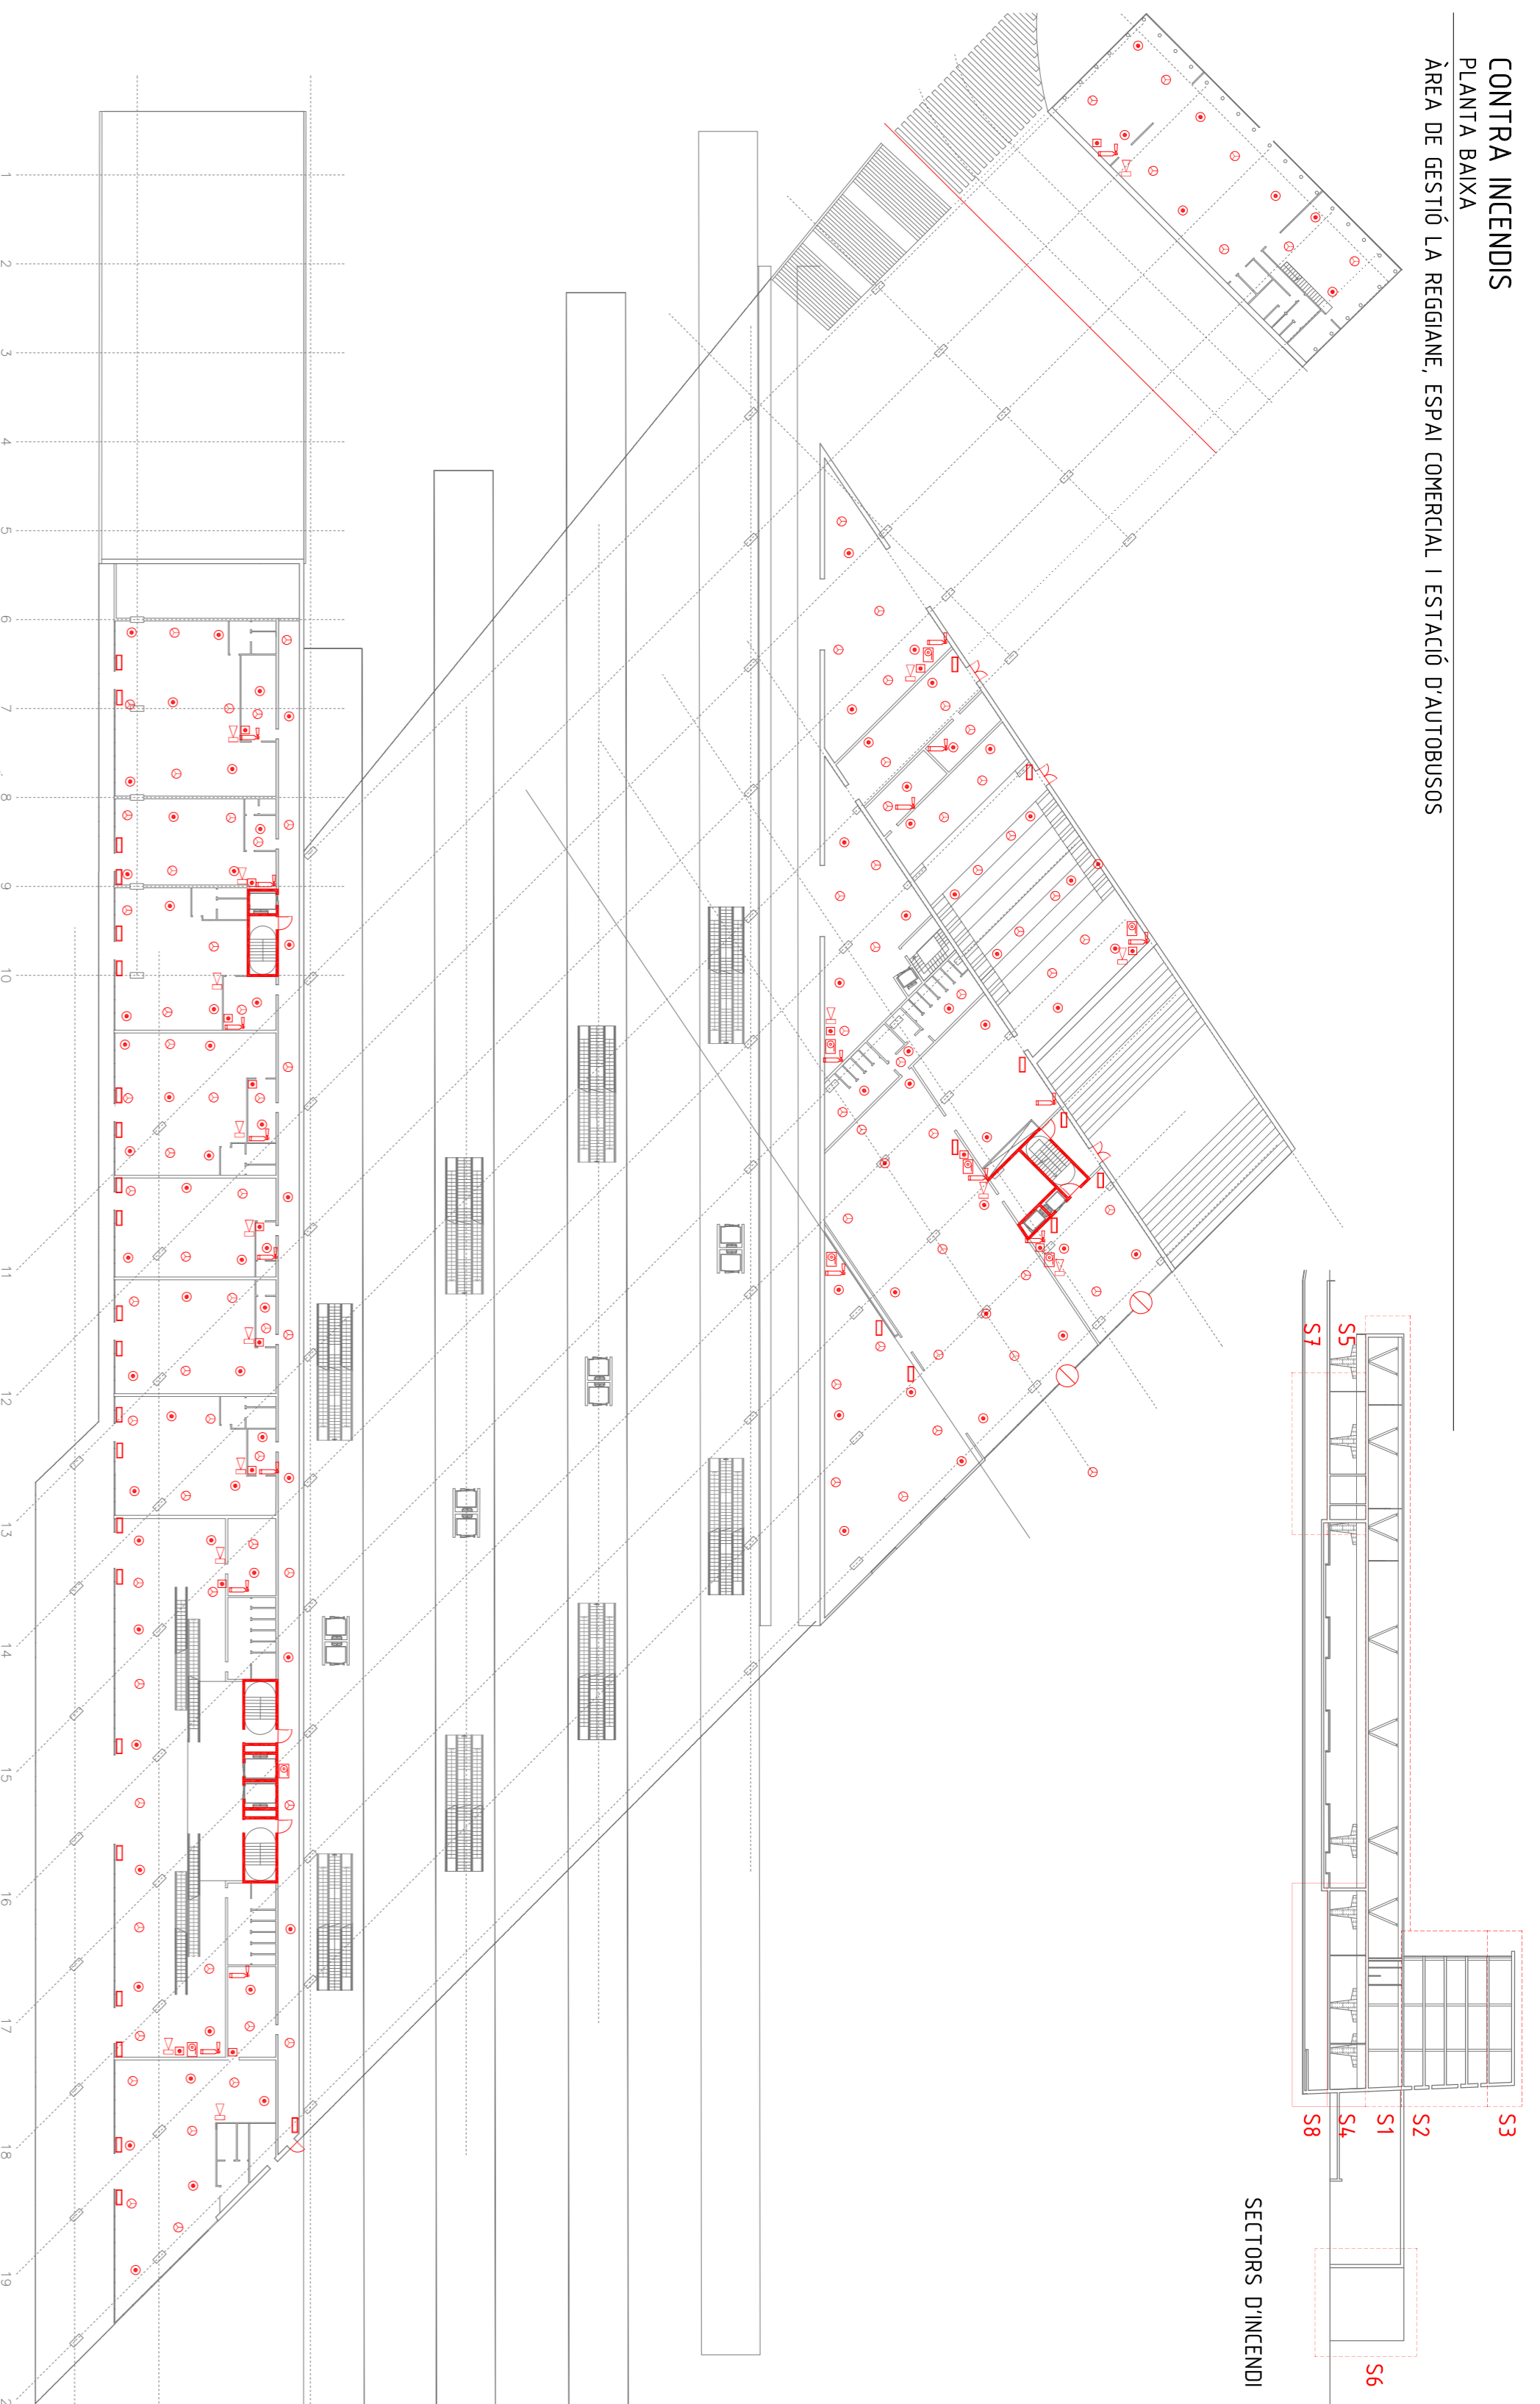 CONTRA INCENDIS
PLANTA BAIXA
ÀREA DE GESTIÓ LA REGGIANE, ESPAI COMERCIAL I ESTACIÓ D'AUTOBUSOS
S3
S2
S1
S4
S8
S5
S7
S6
SECTORS D'INCENDI
1
2
3
4
5
6
7
8
9
10
11
12
13
14
15
16
17
18
19